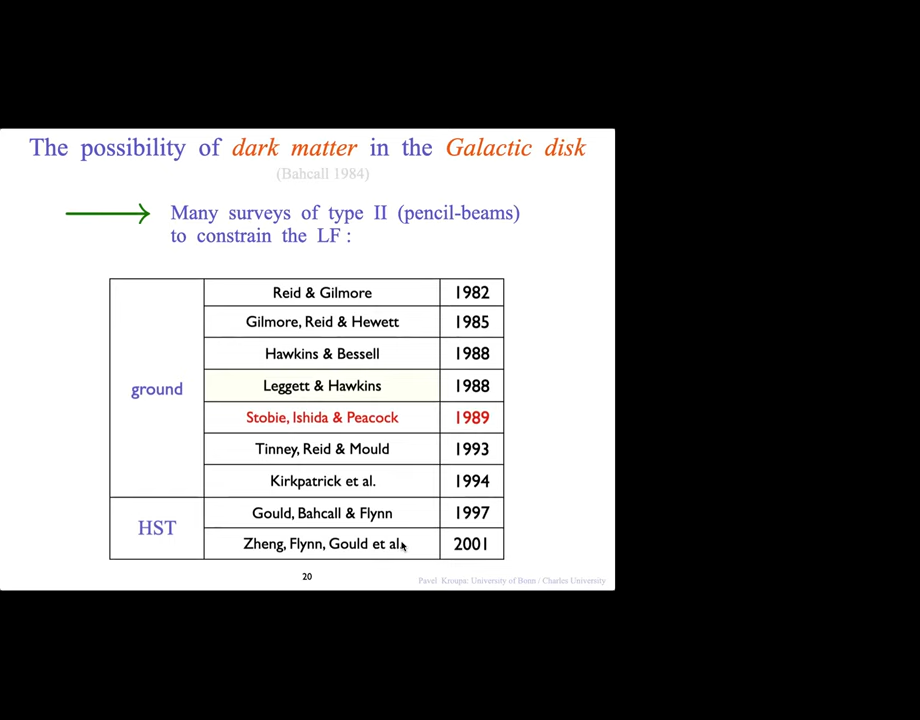 The possibility of dark matter in the Galactic disk
(Bahcall 1984)
Many surveys of type II (pencil-beams)
to constrain the LF :
Reid & Gilmore 1982
Gilmore, Reid & Hewett 1985
Hawkins & Bessell 1988
ground
Leggett & Hawkins 1988
Stobie, Ishida & Peacock 1989
Tinney, Reid & Mould 1993
Kirkpatrick et al. 1994
HST
Gould, Bahcall & Flynn 1997
Zheng, Flynn, Gould et al. 2001
20
Pavel Kroupa: University of Bonn / Charles University